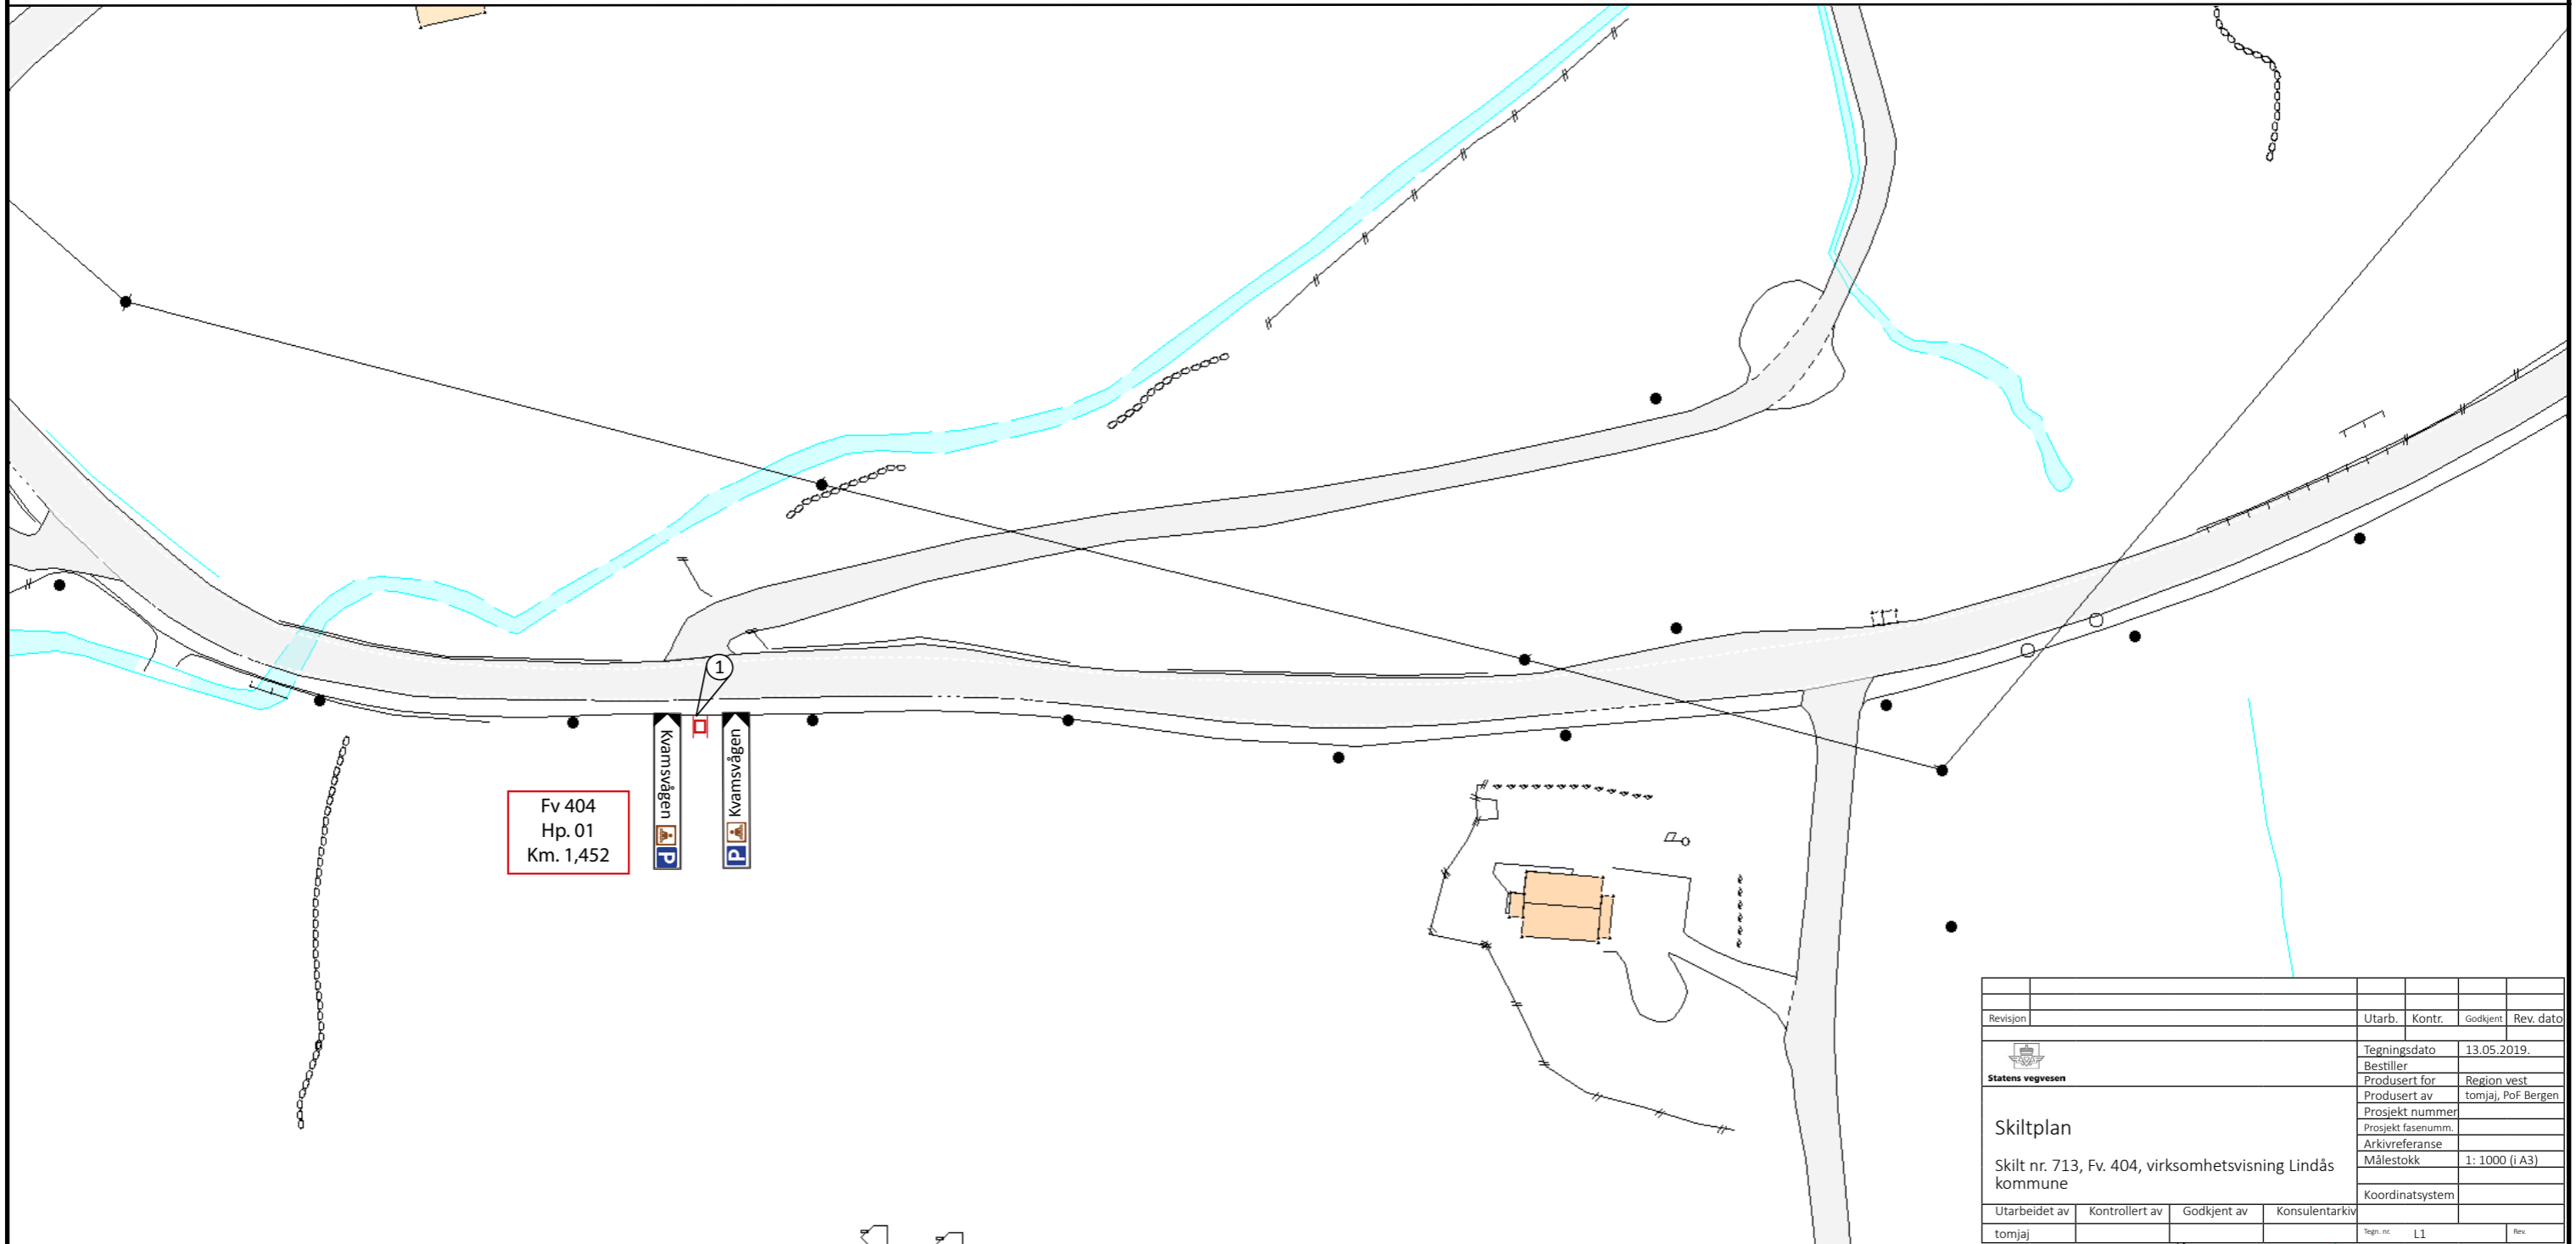 1
Kvamsvågen
P
Kvamsvågen
P
Fv 404
Hp. 01
Km. 1,452
Revisjon
Utarb. Kontr. Godkjent Rev. dato
Statens vegvesen
Tegningsdato 13.05.2019.
Bestiller
Produsert for Region vest
Produsert av tomjaj, PoF Bergen
Prosjekt nummer
Prosjekt fasenumm.
Arkivreferanse
Målestokk 1: 1000 (i A3)
Koordinatsystem
Skiltplan
Skilt nr. 713, Fv. 404, virksomhetsvisning Lindås
kommune
Utarbeidet av Kontrollert av Godkjent av Konsulentarkiv
tomjaj
Tegn. nr. L1 Rev.